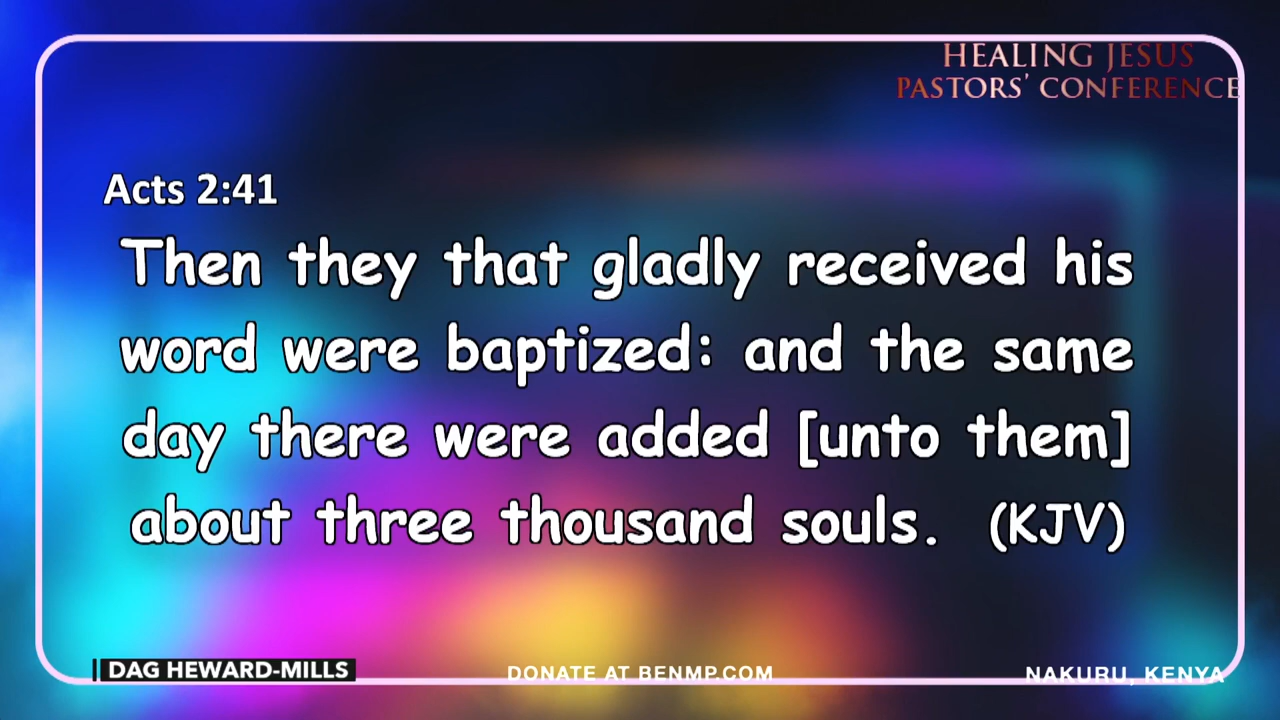 HEALING JESUS
PASTORS' CONFERENCE
Acts 2:41
Then they that gladly received his
word were baptized: and the same
day there were added [unto them]
about three thousand souls. (KJV)
DAG HEWARD-MILLS
DONATE AT BENMP.COM
NAKURU, KENYA